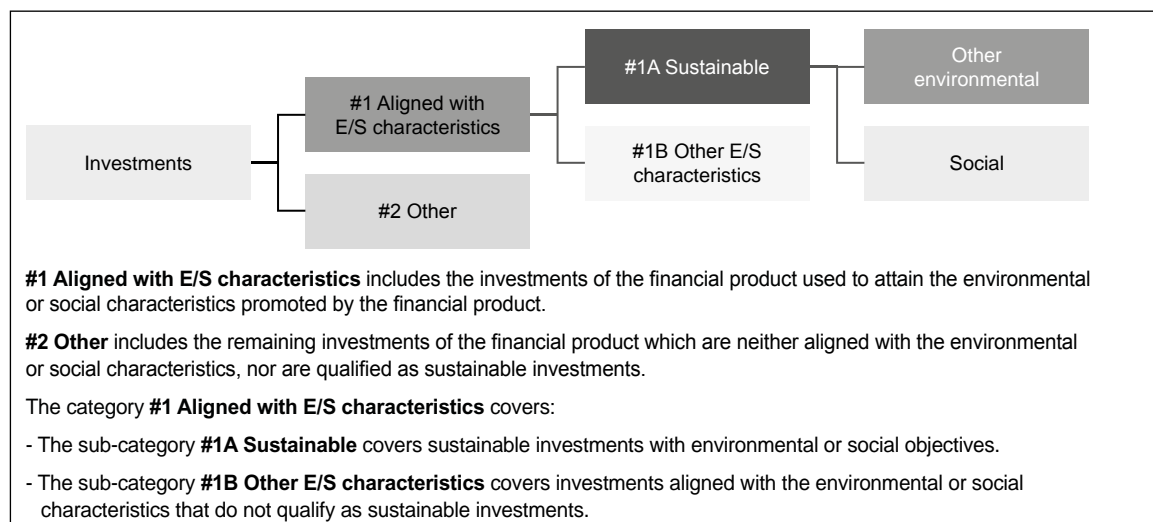 Investments
#1 Aligned with
E/S characteristics
#2 Other
#1A Sustainable
#1B Other E/S
characteristics
Other
environmental
Social
#1 Aligned with E/S characteristics includes the investments of the financial product used to attain the environmental
or social characteristics promoted by the financial product.
#2 Other includes the remaining investments of the financial product which are neither aligned with the environmental
or social characteristics, nor are qualified as sustainable investments.
The category #1 Aligned with E/S characteristics covers:
- The sub-category #1A Sustainable covers sustainable investments with environmental or social objectives.
- The sub-category #1B Other E/S characteristics covers investments aligned with the environmental or social
characteristics that do not qualify as sustainable investments.